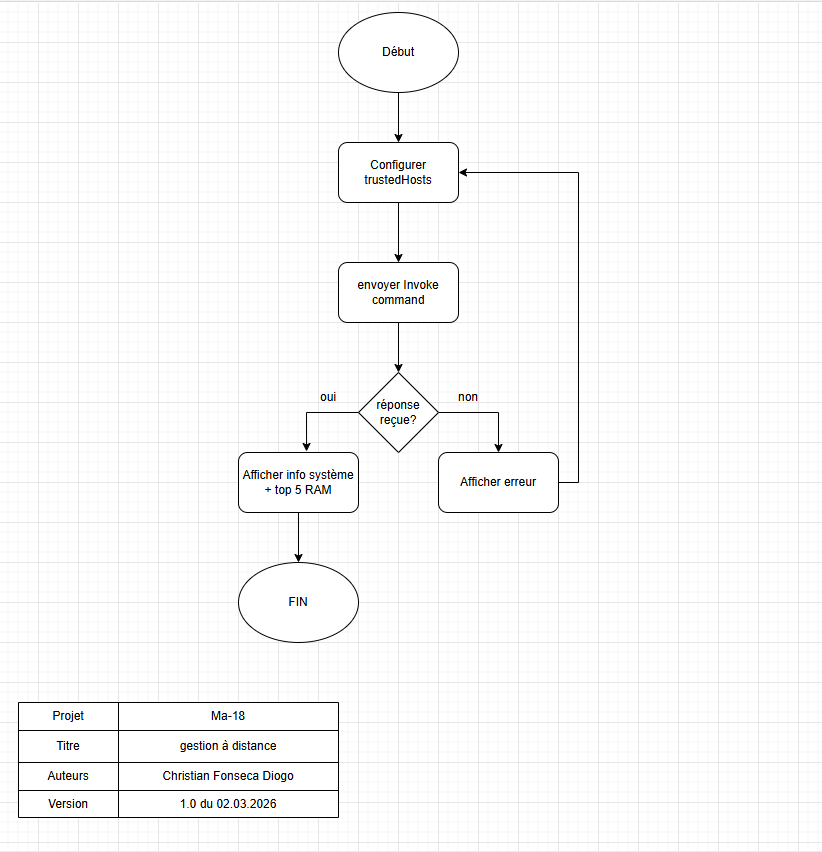 Début
Configurer
trustedHosts
envoyer Invoke
command
oui
non
réponse
reçue?
Afficher info système
+ top 5 RAM
Afficher erreur
FIN
Projet Ma-18
Titre gestion à distance
Auteurs Christian Fonseca Diogo
Version 1.0 du 02.03.2026